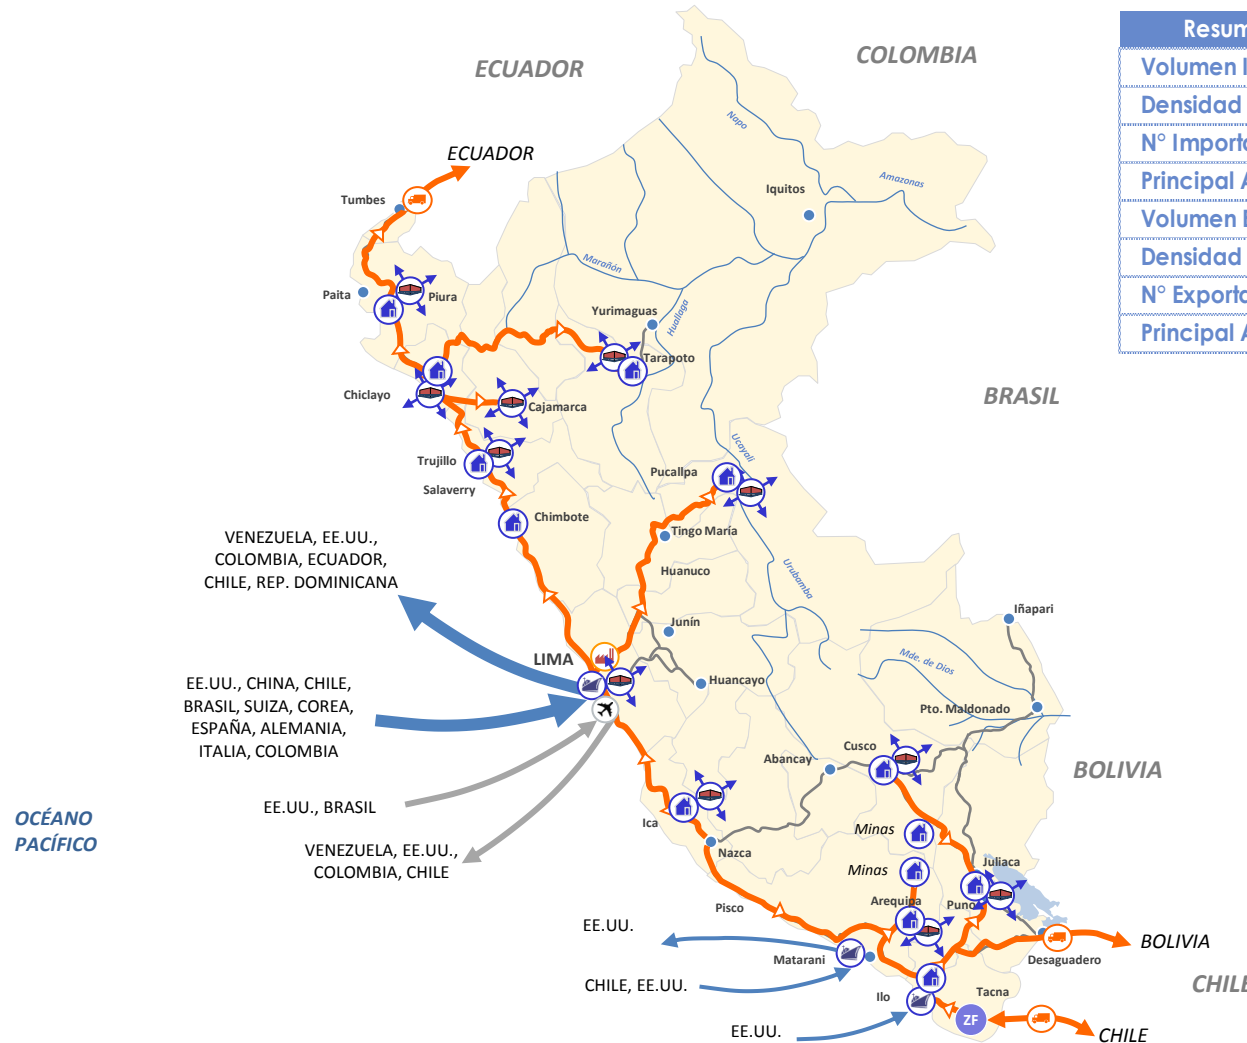 Resum
Volumen I
Densidad
N° Importa
Principal A
Volumen E
Densidad
N° Exporta
Principal A
COLOMBIA
ECUADOR
Napo
ECUADOR
Amazonas
Iquitos
Tumbes
Marañón
Paita
Piura
Yurimaguas
Huallaga
Tarapoto
Chiclayo
Cajamarca
BRASIL
Ucayali
Trujillo
Pucallpa
Salaverry
Chimbote
Tingo María
VENEZUELA, EE.UU.,
COLOMBIA, ECUADOR,
CHILE, REP. DOMINICANA
Huanuco
Urubamba
Iñapari
Junín
LIMA
Mde. de Dios
EE.UU., CHINA, CHILE,
BRASIL, SUIZA, COREA,
ESPAÑA, ALEMANIA,
ITALIA, COLOMBIA
Huancayo
Pto. Maldonado
Cusco
Abancay
BOLIVIA
EE.UU., BRASIL
OCÉANO
PACÍFICO
Ica
Minas
VENEZUELA, EE.UU.,
COLOMBIA, CHILE
Nazca
Minas
Juliaca
Arequipa
Puno
Pisco
EE.UU.
BOLIVIA
Matarani
Desaguadero
CHILE, EE.UU.
CHILE
Ilo
Tacna
ZF
EE.UU.
CHILE